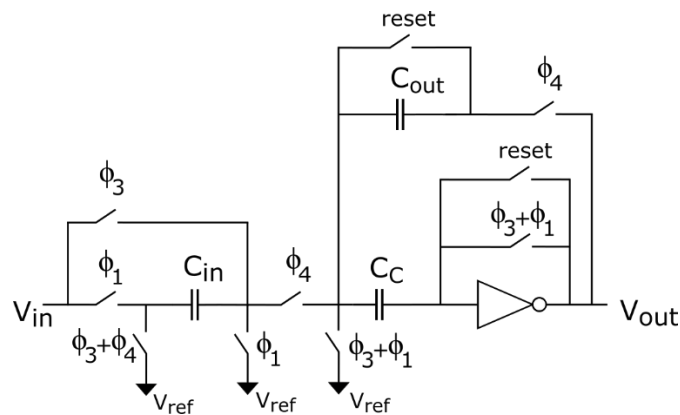 reset
C_out
ϕ_4
reset
ϕ_3
ϕ_3+ϕ_1
ϕ_1
C_in
ϕ_4
C_C
V_in
V_out
ϕ_3+ϕ_4
ϕ_1
ϕ_3+ϕ_1
V_ref
V_ref
V_ref